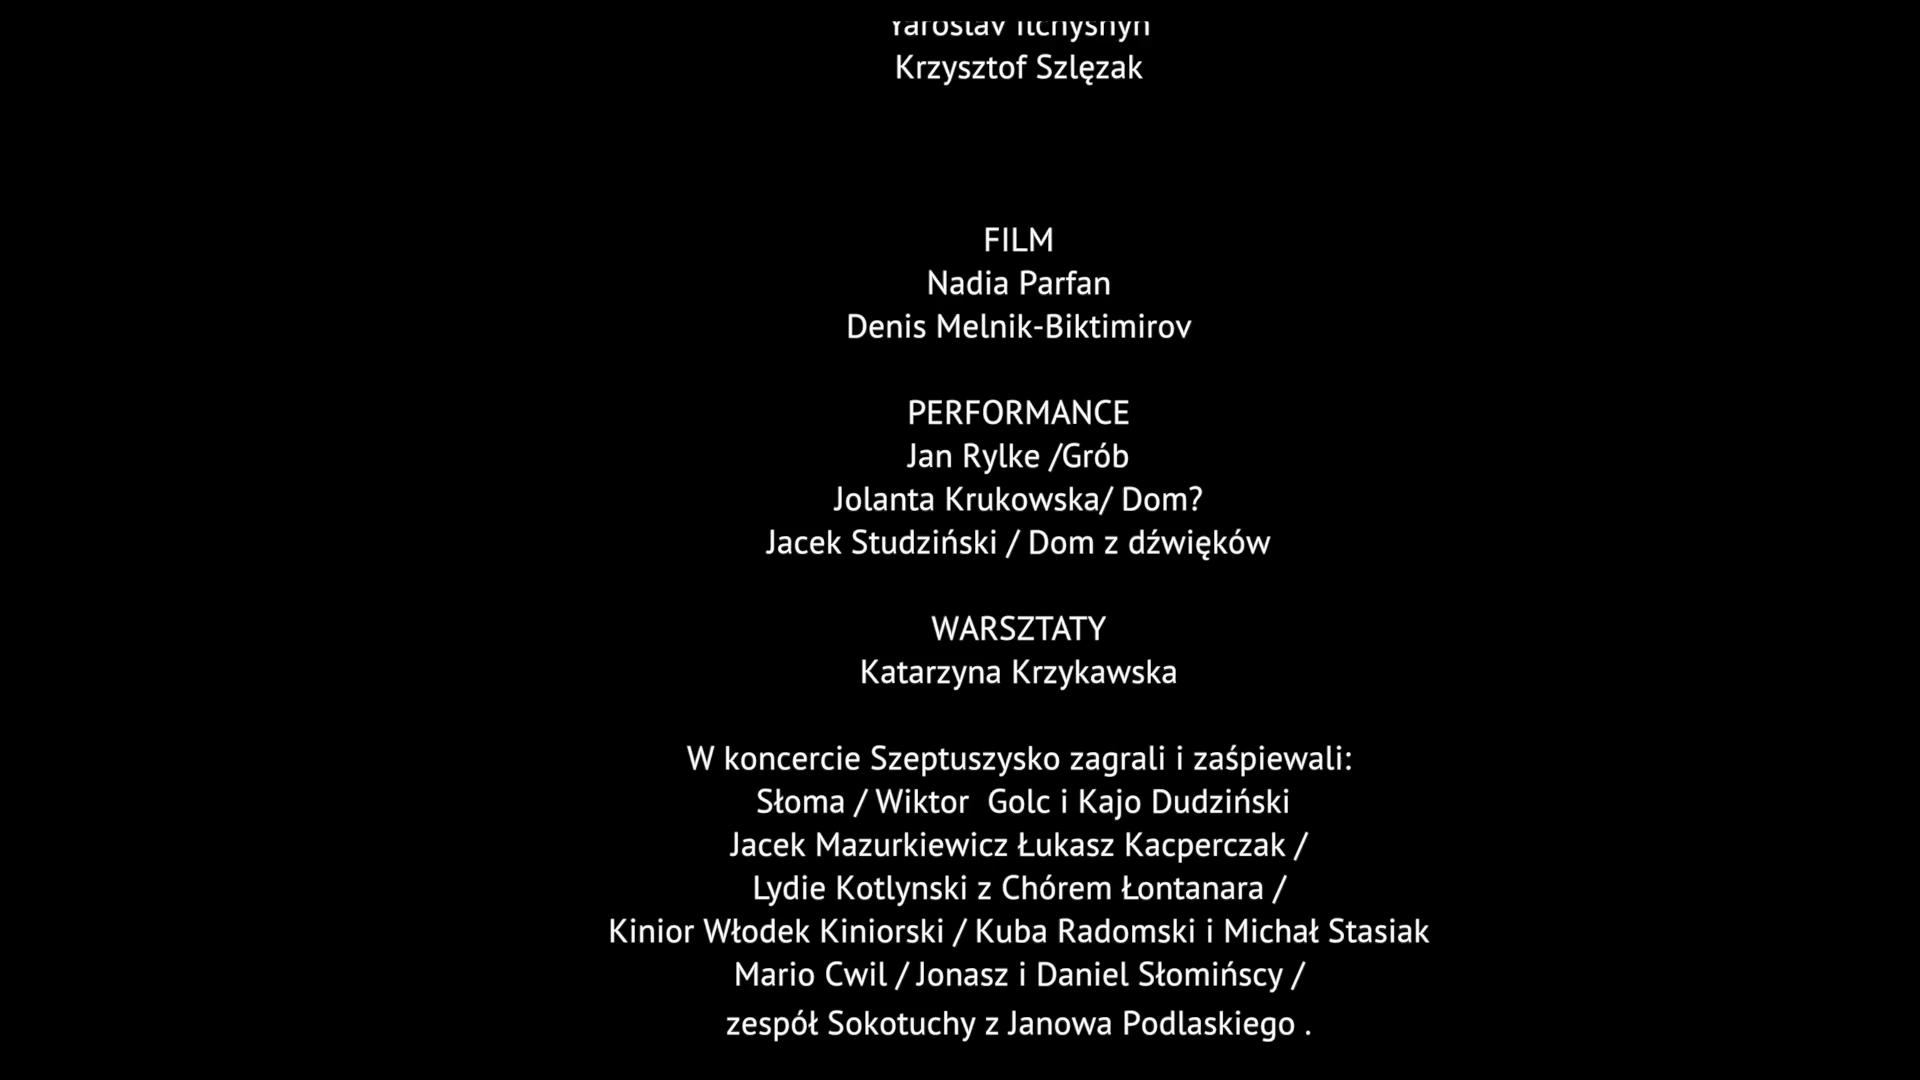 Yaroslav Itchyshyn
Krzysztof Szlęzak
FILM
Nadia Parfan
Denis Melnik-Biktimirov
PERFORMANCE
Jan Rylke /Grób
Jolanta Krukowska/ Dom?
Jacek Studziński / Dom z dźwięków
WARSZTATY
Katarzyna Krzykawska
W koncercie Szeptuszysko zagrali i zaśpiewali:
Słoma / Wiktor  Golc i Kajo Dudziński
Jacek Mazurkiewicz Łukasz Kacperczak /
Lydie Kotlynski z Chórem Łontanara /
Kinior Włodek Kiniorski / Kuba Radomski i Michał Stasiak
Mario Cwil / Jonasz i Daniel Słomińscy /
zespół Sokotuchy z Janowa Podlaskiego .